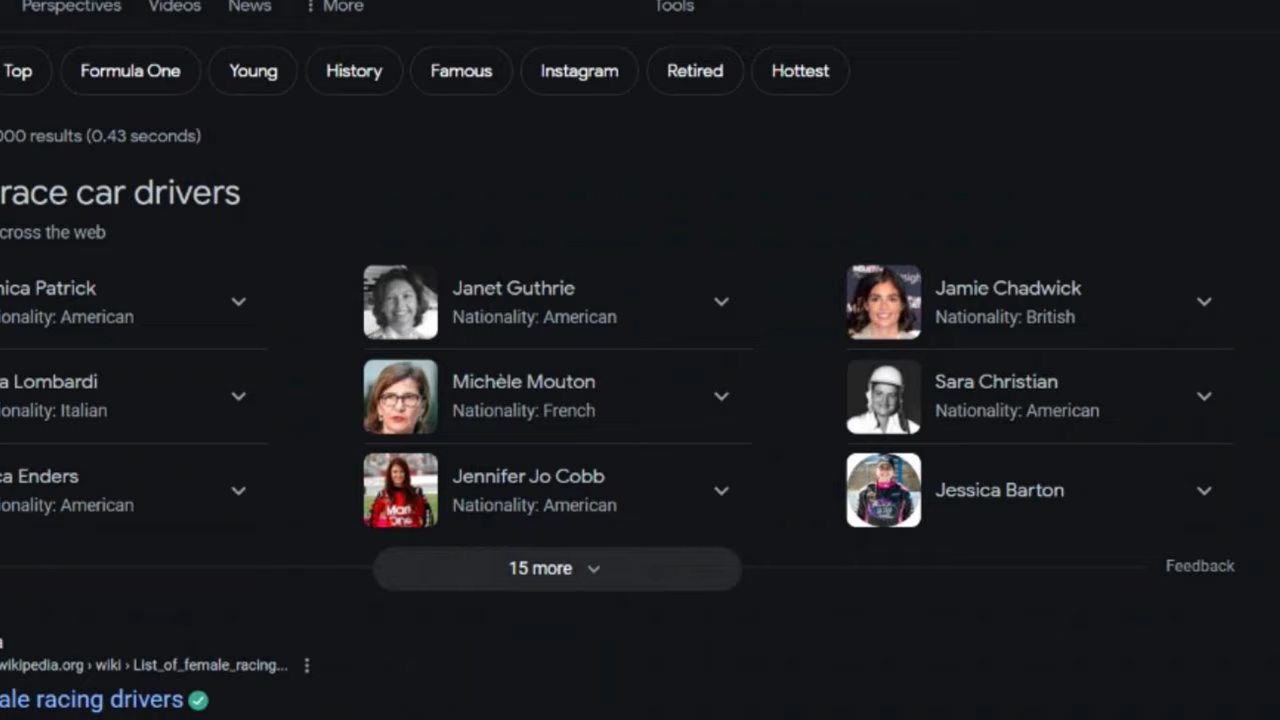 Perspectives Videos News More Tools
Top Formula One Young History Famous Instagram Retired Hottest
000 results (0.43 seconds)
race car drivers
cross the web
nica Patrick
ionality: American
Janet Guthrie
Nationality: American
Jamie Chadwick
Nationality: British
a Lombardi
ionality: Italian
Michèle Mouton
Nationality: French
Sara Christian
Nationality: American
ca Enders
ionality: American
Jennifer Jo Cobb
Nationality: American
Jessica Barton
15 more
Feedback
a
wikipedia.org › wiki › List_of_female_racing...
ale racing drivers